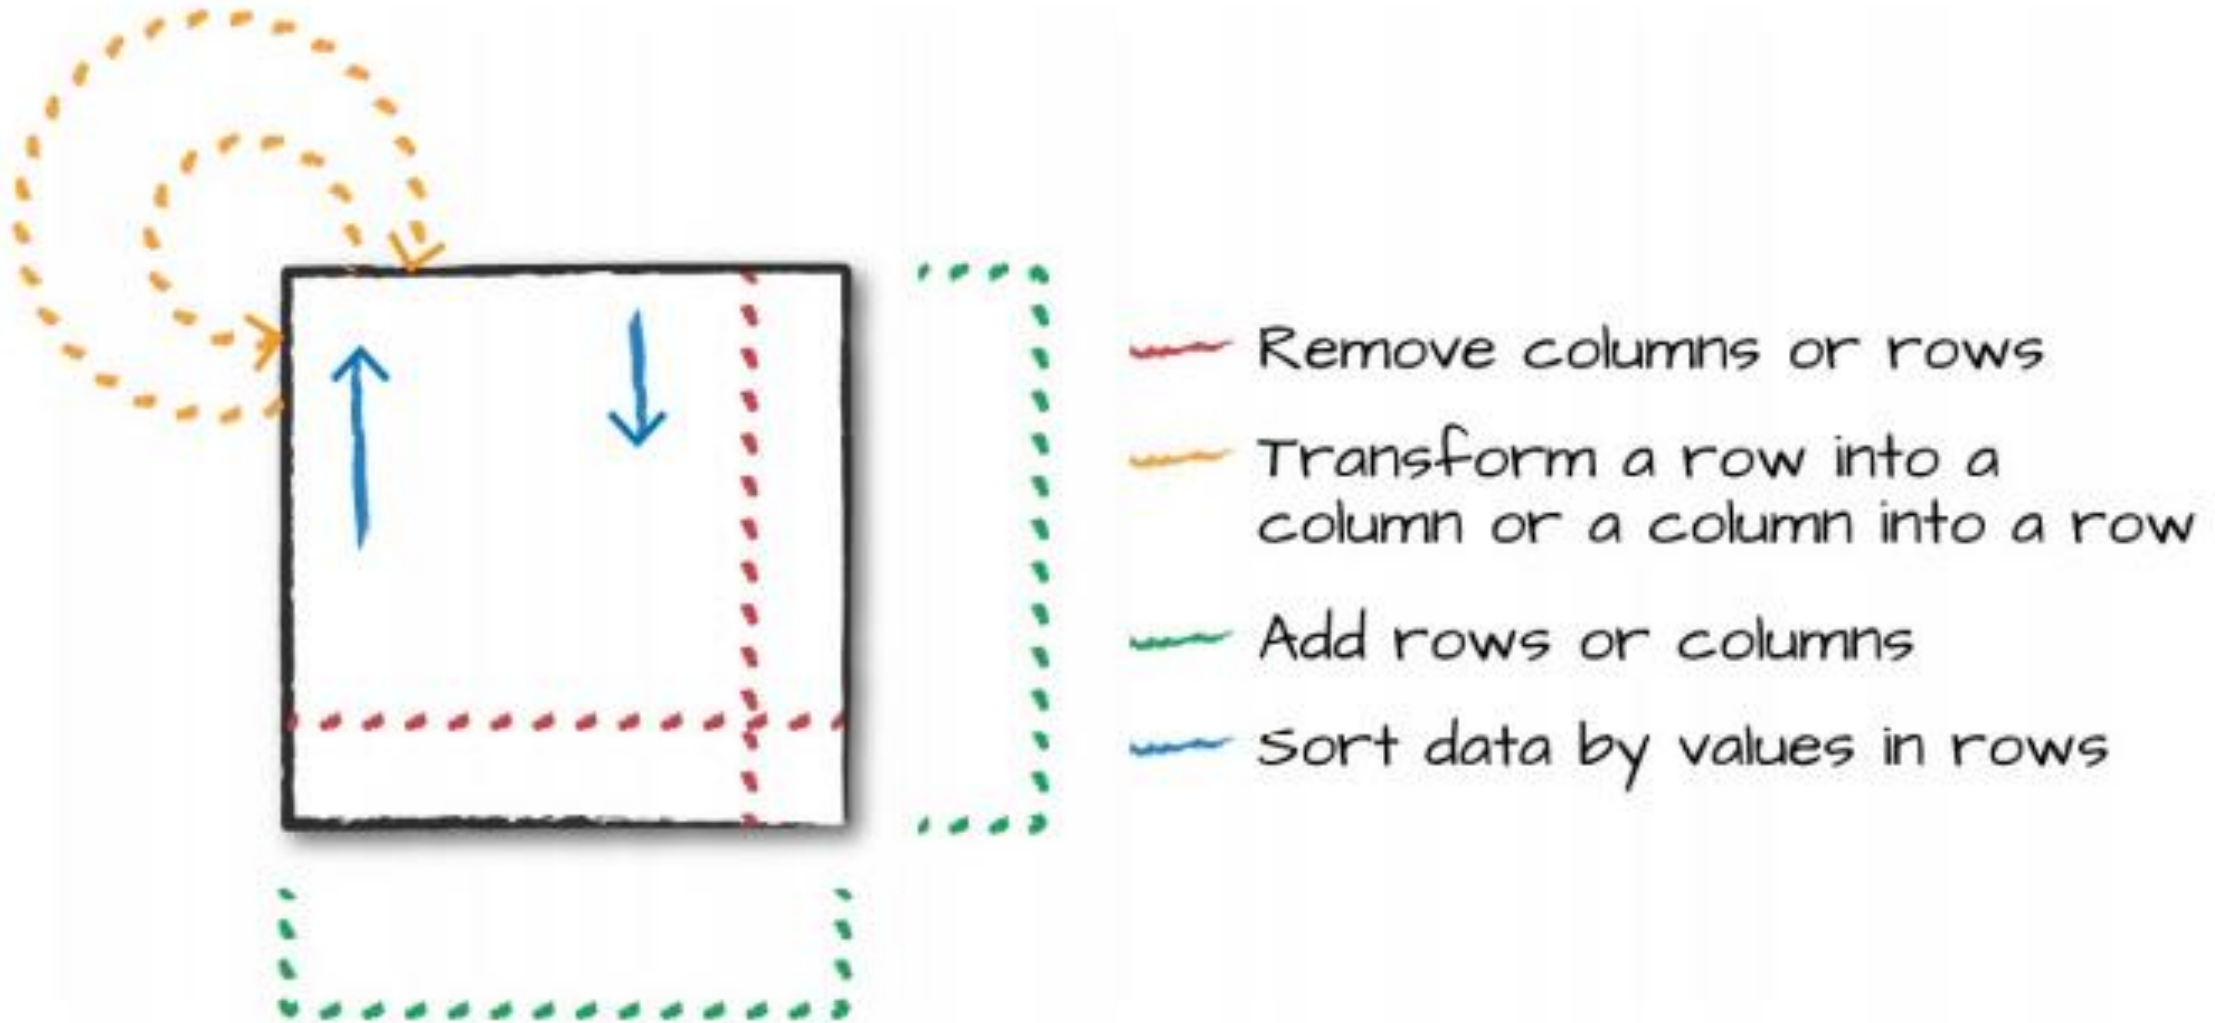 Remove columns or rows
Transform a row into a
column or a column into a row
Add rows or columns
Sort data by values in rows